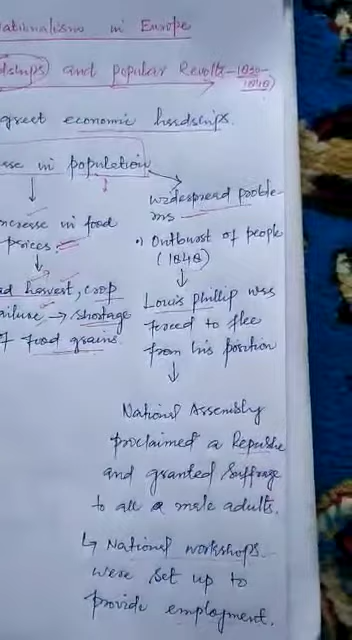 Nationalism in Europe
dships) and popular Revolts - 1830-
1848)
great economic hardships.
ase in population
ncrease in food
prices.
ad harvest, crop
ailure → shortage
of food grains.
widespread proble
ms
• Outburst of people
(1848)
Louis phillip was
forced to flee
from his position
National Assembly
proclaimed a Republic
and granted suffrage
to all a male adults.
↳ National workshops
were set up to
provide employment.